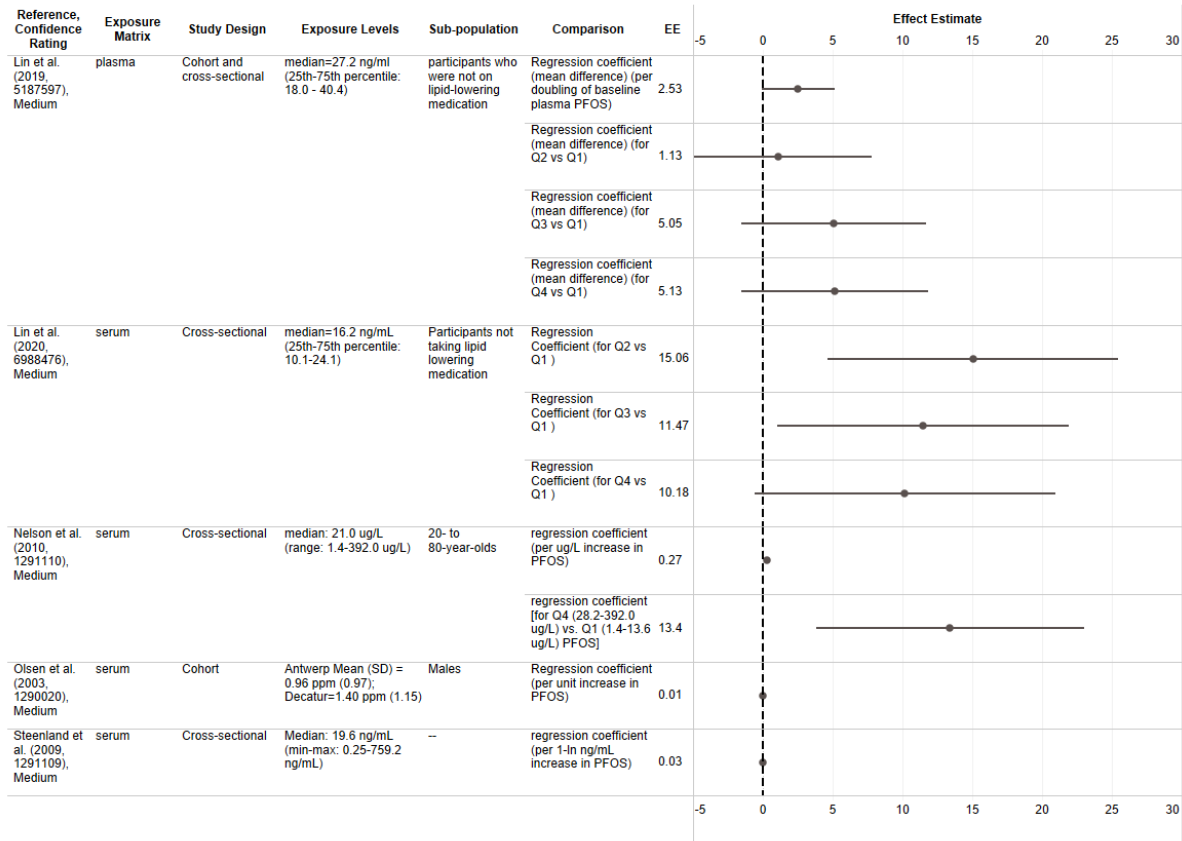 Reference, Confidence Rating
Exposure Matrix
Study Design
Exposure Levels
Sub-population
Comparison
EE
Effect Estimate
-5 0 5 10 15 20 25 30
Lin et al.
(2019,
5187597),
Medium
plasma
Cohort and
cross-sectional
median=27.2 ng/ml
(25th-75th percentile:
18.0 - 40.4)
participants who
were not on
lipid-lowering
medication
Regression coefficient
(mean difference) (per
doubling of baseline
plasma PFOS)
2.53
Regression coefficient
(mean difference) (for
Q2 vs Q1)
1.13
Regression coefficient
(mean difference) (for
Q3 vs Q1)
5.05
Regression coefficient
(mean difference) (for
Q4 vs Q1)
5.13
Lin et al.
(2020,
6988476),
Medium
serum
Cross-sectional
median=16.2 ng/mL
(25th-75th percentile:
10.1-24.1)
Participants not
taking lipid
lowering
medication
Regression
Coefficient (for Q2 vs
Q1 )
15.06
Regression
Coefficient (for Q3 vs
Q1 )
11.47
Regression
Coefficient (for Q4 vs
Q1 )
10.18
Nelson et al.
(2010,
1291110),
Medium
serum
Cross-sectional
median: 21.0 ug/L
(range: 1.4-392.0 ug/L)
20- to
80-year-olds
regression coefficient
(per ug/L increase in
PFOS)
0.27
regression coefficient
[for Q4 (28.2-392.0
ug/L) vs. Q1 (1.4-13.6
ug/L) PFOS]
13.4
Olsen et al.
(2003,
1290020),
Medium
serum
Cohort
Antwerp Mean (SD) =
0.96 ppm (0.97);
Decatur=1.40 ppm (1.15)
Males
Regression coefficient
(per unit increase in
PFOS)
0.01
Steenland et
al. (2009,
1291109),
Medium
serum
Cross-sectional
Median: 19.6 ng/mL
(min-max: 0.25-759.2
ng/mL)
--
regression coefficient
(per 1-ln ng/mL
increase in PFOS)
0.03
-5 0 5 10 15 20 25 30